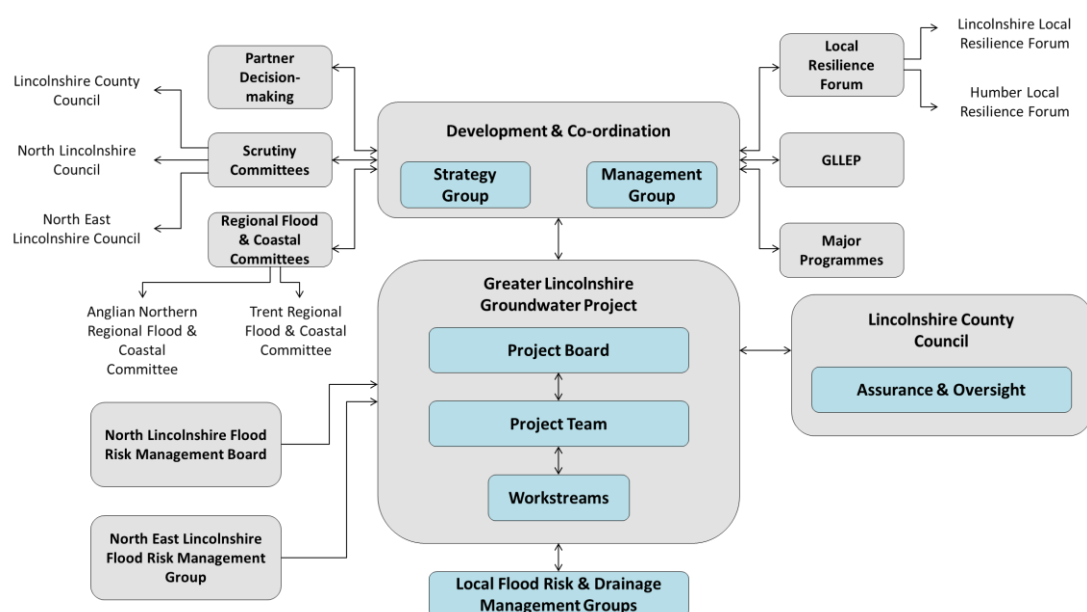 Partner
Decision-
making
Lincolnshire County
Council
North Lincolnshire
Council
Scrutiny
Committees
North East
Lincolnshire Council
Regional Flood
& Coastal
Committees
Anglian Northern
Regional Flood &
Coastal
Committee
Trent Regional
Flood & Coastal
Committee
Development & Co-ordination
Strategy
Group
Management
Group
Local
Resilience
Forum
Lincolnshire Local
Resilience Forum
Humber Local
Resilience Forum
GLLEP
Major
Programmes
Greater Lincolnshire
Groundwater Project
Project Board
Project Team
Workstreams
Lincolnshire County
Council
Assurance & Oversight
North Lincolnshire Flood
Risk Management Board
North East Lincolnshire
Flood Risk Management
Group
Local Flood Risk & Drainage
Management Groups